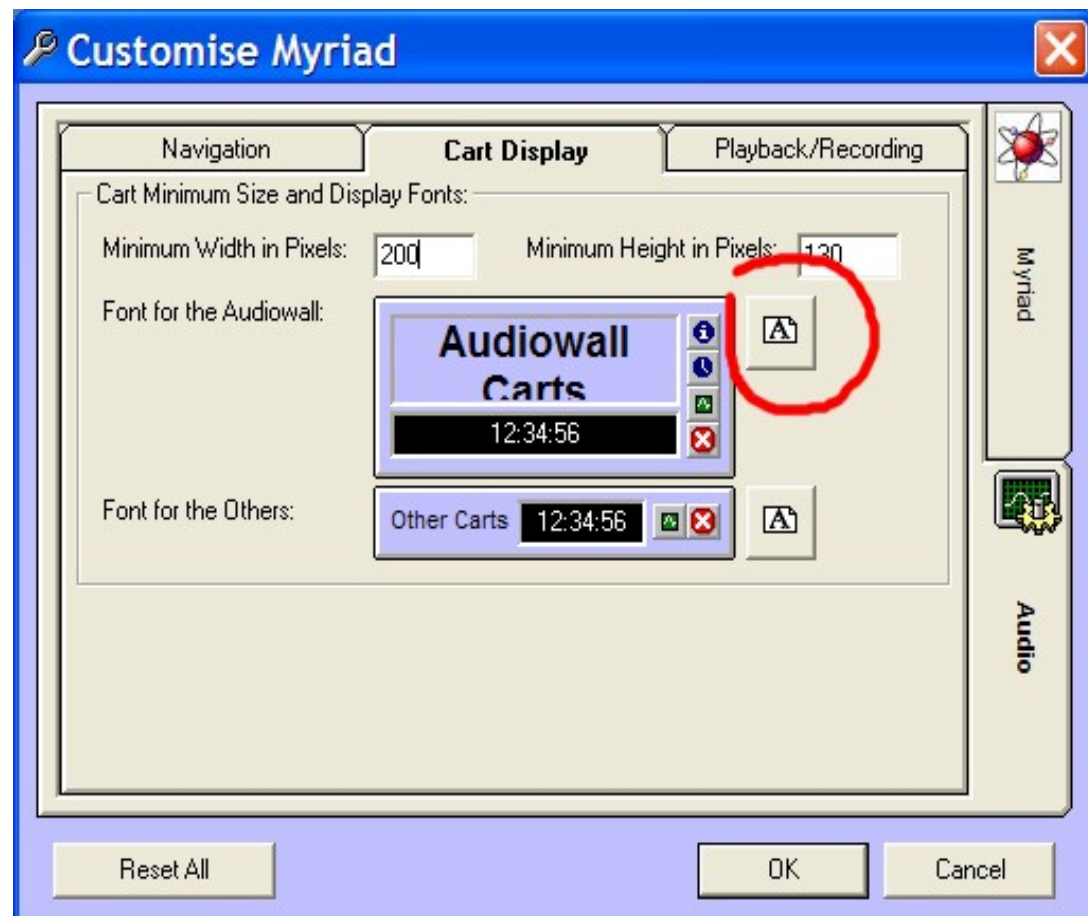 Customise Myriad
Navigation Cart Display Playback/Recording
Myriad
Cart Minimum Size and Display Fonts:
Minimum Width in Pixels: 200 Minimum Height in Pixels: 130
Font for the Audiowall:
Audiowall
Carts
12:34:56
A
Font for the Others:
Other Carts 12:34:56
A
Audio
Reset All OK Cancel